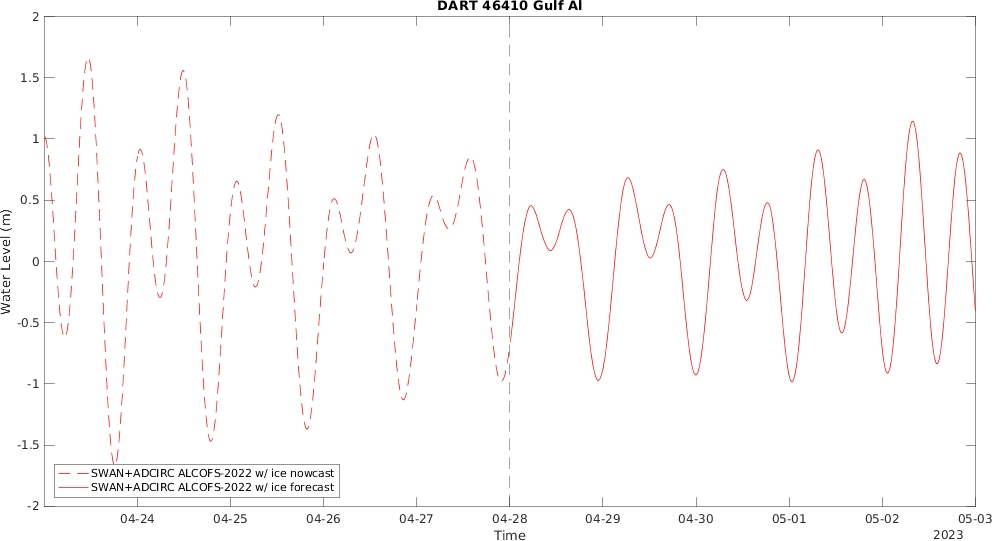 DART 46410 Gulf Al
2
1.5
1
0.5
0
-0.5
-1
-1.5
-2
Water Level (m)
SWAN+ADCIRC ALCOFS-2022 w/ ice nowcast
SWAN+ADCIRC ALCOFS-2022 w/ ice forecast
04-24 04-25 04-26 04-27 04-28 04-29 04-30 05-01 05-02 05-03
Time
2023